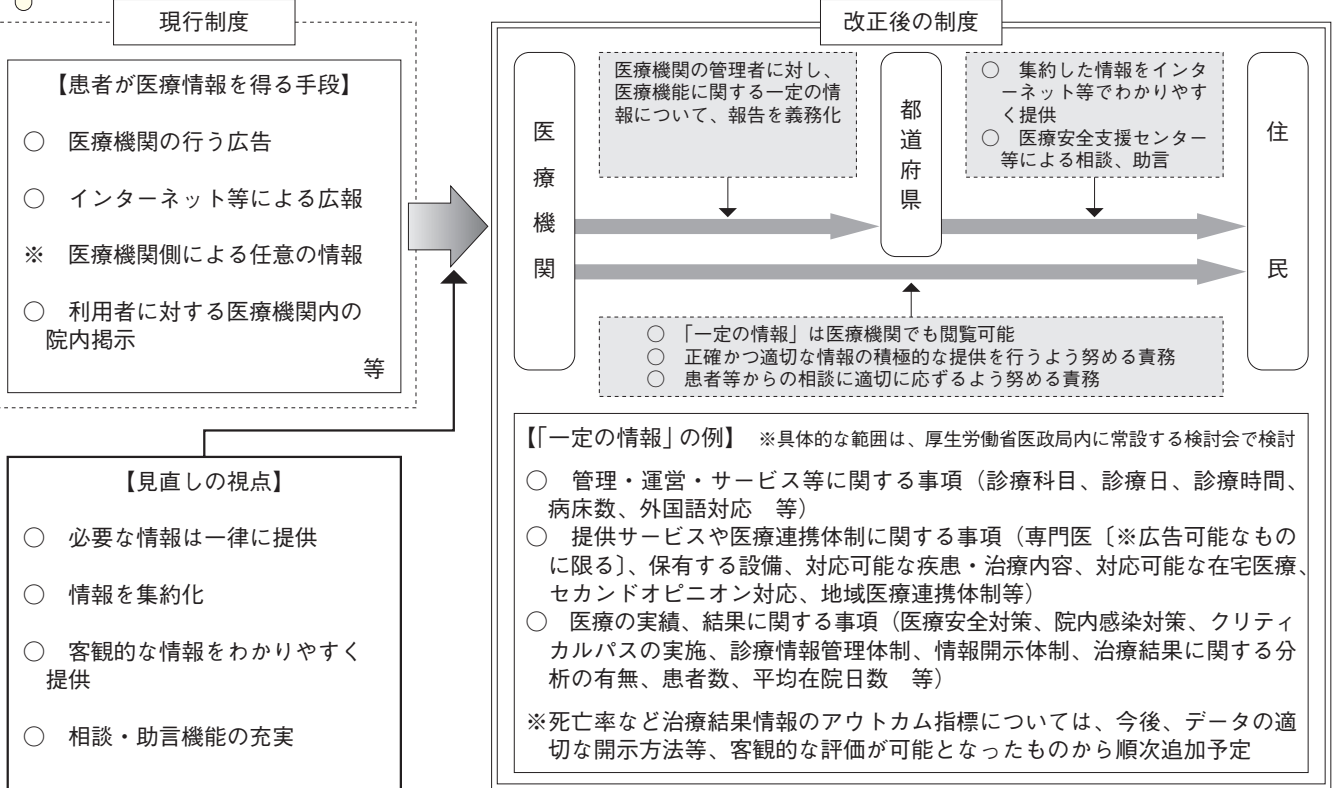 現行制度
【患者が医療情報を得る手段】
○ 医療機関の行う広告
○ インターネット等による広報
※ 医療機関側による任意の情報
○ 利用者に対する医療機関内の
院内掲示
等
【見直しの視点】
○ 必要な情報は一律に提供
○ 情報を集約化
○ 客観的な情報をわかりやすく
提供
○ 相談・助言機能の充実
改正後の制度
医療機関
医療機関の管理者に対し、
医療機能に関する一定の情
報について、報告を義務化
都道府県
○ 集約した情報をインタ
ーネット等でわかりやす
く提供
○ 医療安全支援センター
等による相談、助言
住民
○ 「一定の情報」は医療機関でも閲覧可能
○ 正確かつ適切な情報の積極的な提供を行うよう努める責務
○ 患者等からの相談に適切に応ずるよう努める責務
【「一定の情報」の例】 ※具体的な範囲は、厚生労働省医政局内に常設する検討会で検討
○ 管理・運営・サービス等に関する事項（診療科目、診療日、診療時間、
病床数、外国語対応 等）
○ 提供サービスや医療連携体制に関する事項（専門医〔※広告可能なもの
に限る〕、保有する設備、対応可能な疾患・治療内容、対応可能な在宅医療、
セカンドオピニオン対応、地域医療連携体制等）
○ 医療の実績、結果に関する事項（医療安全対策、院内感染対策、クリティ
カルパスの実施、診療情報管理体制、情報開示体制、治療結果に関する分
析の有無、患者数、平均在院日数 等）
※死亡率など治療結果情報のアウトカム指標については、今後、データの適
切な開示方法等、客観的な評価が可能となったものから順次追加予定